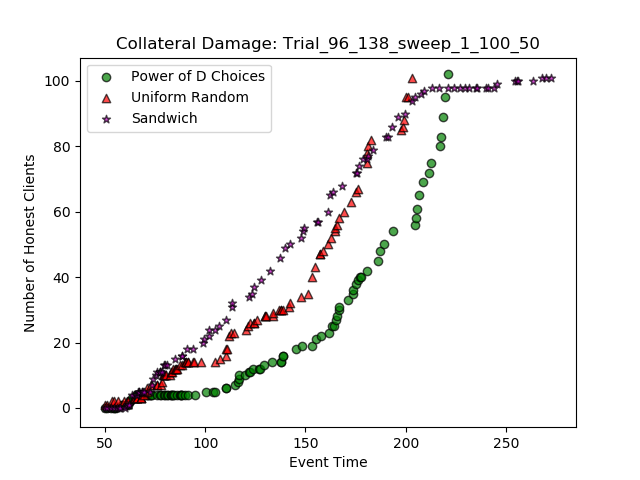 Collateral Damage: Trial_96_138_sweep_1_100_50
Power of D Choices
Uniform Random
Sandwich
Number of Honest Clients
100
80
60
40
20
0
50 100 150 200 250
Event Time